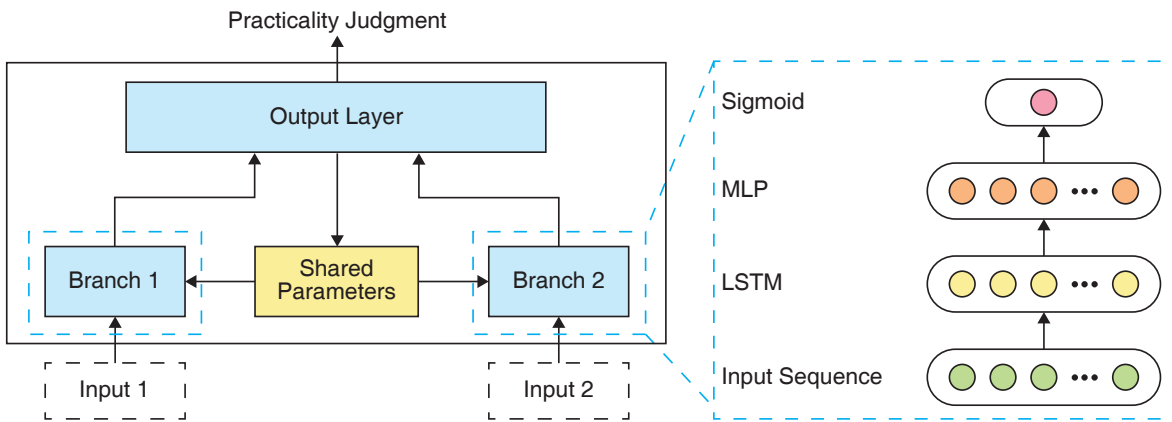 Practicality Judgment
Output Layer
Branch 1
Shared
Parameters
Branch 2
Input 1
Input 2
Sigmoid
MLP
LSTM
Input Sequence